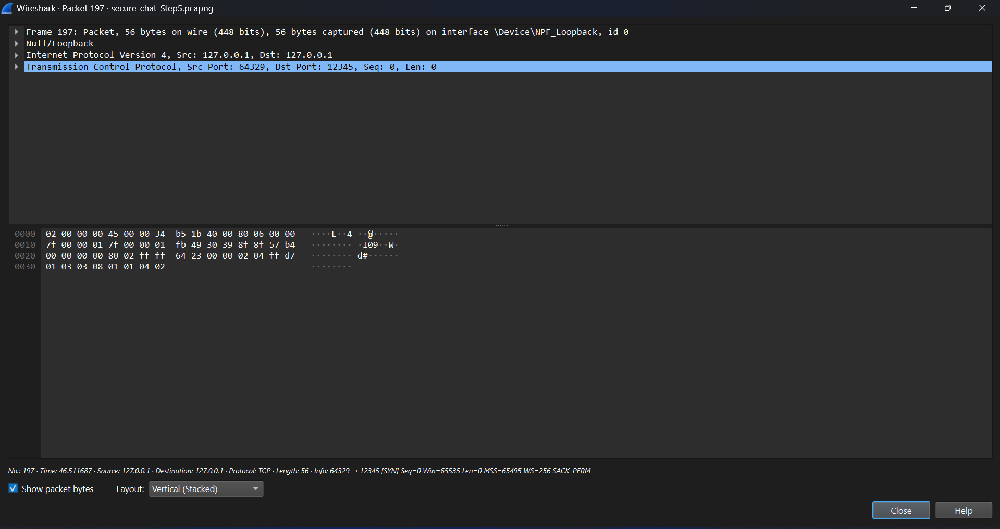 Wireshark · Packet 197 · secure_chat_Step5.pcapng
Frame 197: Packet, 56 bytes on wire (448 bits), 56 bytes captured (448 bits) on interface \Device\NPF_Loopback, id 0
Null/Loopback
Internet Protocol Version 4, Src: 127.0.0.1, Dst: 127.0.0.1
Transmission Control Protocol, Src Port: 64329, Dst Port: 12345, Seq: 0, Len: 0
0000 02 00 00 00 45 00 00 34 b5 1b 40 00 80 06 00 00 ····E··4 ··@·····
0010 7f 00 00 01 7f 00 00 01 fb 49 30 39 8f 8f 57 b4 ········ ·I09··W·
0020 00 00 00 00 80 02 ff ff 64 23 00 00 02 04 ff d7 ········ d#······
0030 01 03 03 08 01 01 04 02 ········
No.: 197 · Time: 46.511687 · Source: 127.0.0.1 · Destination: 127.0.0.1 · Protocol: TCP · Length: 56 · Info: 64329 → 12345 [SYN] Seq=0 Win=65535 Len=0 MSS=65495 WS=256 SACK_PERM
Show packet bytes Layout: Vertical (Stacked)
Close Help